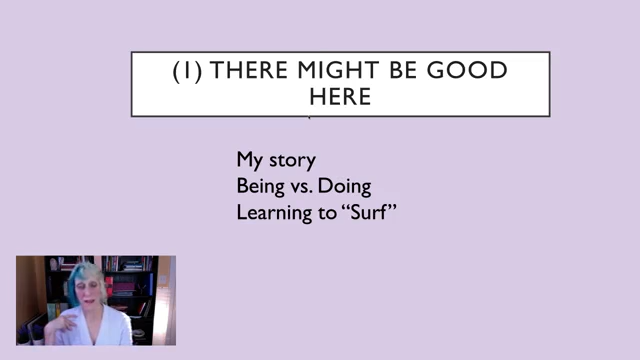 (1) THERE MIGHT BE GOOD
HERE
My story
Being vs. Doing
Learning to “Surf”